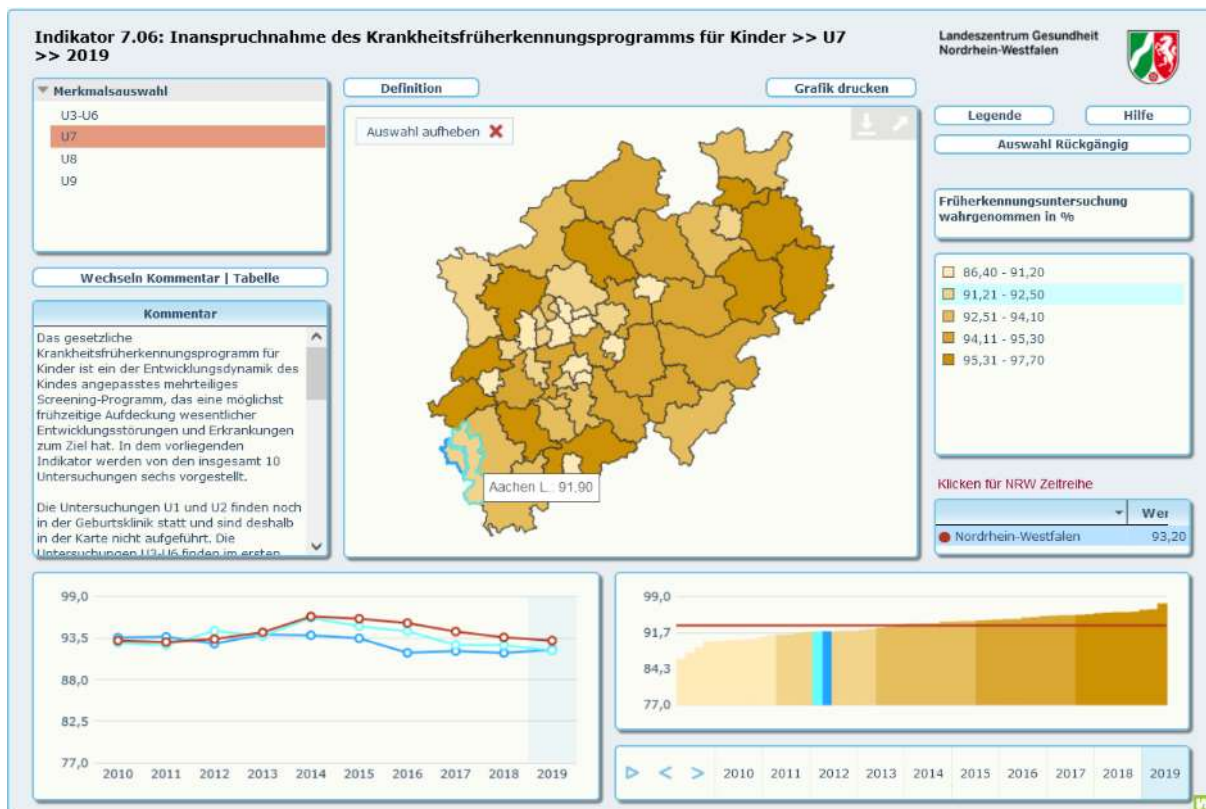 Indikator 7.06: Inanspruchnahme des Krankheitsfrüherkennungsprogramms für Kinder >> U7
>> 2019
Landeszentrum Gesundheit
Nordrhein-Westfalen
Merkmalsauswahl
U3-U6
U7
U8
U9
Definition
Grafik drucken
Auswahl aufheben
Legende
Hilfe
Auswahl Rückgängig
Früherkennungsuntersuchung
wahrgenommen in %
86,40 - 91,20
91,21 - 92,50
92,51 - 94,10
94,11 - 95,30
95,31 - 97,70
Wechseln Kommentar | Tabelle
Kommentar
Das gesetzliche
Krankheitsfrüherkennungsprogramm für
Kinder ist ein der Entwicklungsdynamik des
Kindes angepasstes mehrteiliges
Screening-Programm, das eine möglichst
frühzeitige Aufdeckung wesentlicher
Entwicklungsstörungen und Erkrankungen
zum Ziel hat. In dem vorliegenden
Indikator werden von den insgesamt 10
Untersuchungen sechs vorgestellt.
Die Untersuchungen U1 und U2 finden noch
in der Geburtsklinik statt und sind deshalb
in der Karte nicht aufgeführt. Die
Untersuchungen U3-U6 finden im ersten
Aachen L.: 91,90
Klicken für NRW Zeitreihe
Wer
Nordrhein-Westfalen 93,20
99,0
93,5
88,0
82,5
77,0
2010 2011 2012 2013 2014 2015 2016 2017 2018 2019
99,0
91,7
84,3
77,0
2010 2011 2012 2013 2014 2015 2016 2017 2018 2019